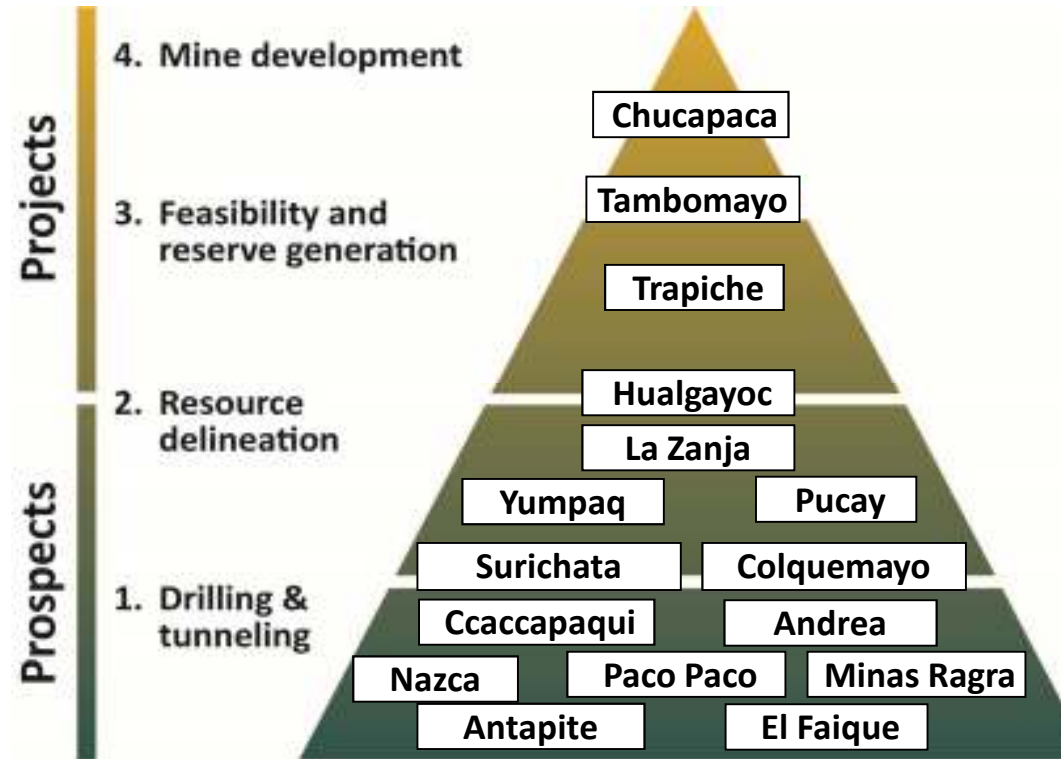 Projects
Prospects
4. Mine development
3. Feasibility and
reserve generation
2. Resource
delineation
1. Drilling &
tunneling
Chucapaca
Tambomayo
Trapiche
Hualgayoc
La Zanja
Yumpaq
Pucay
Surichata
Colquemayo
Ccaccapaqui
Andrea
Nazca
Paco Paco
Minas Ragra
Antapite
El Faique